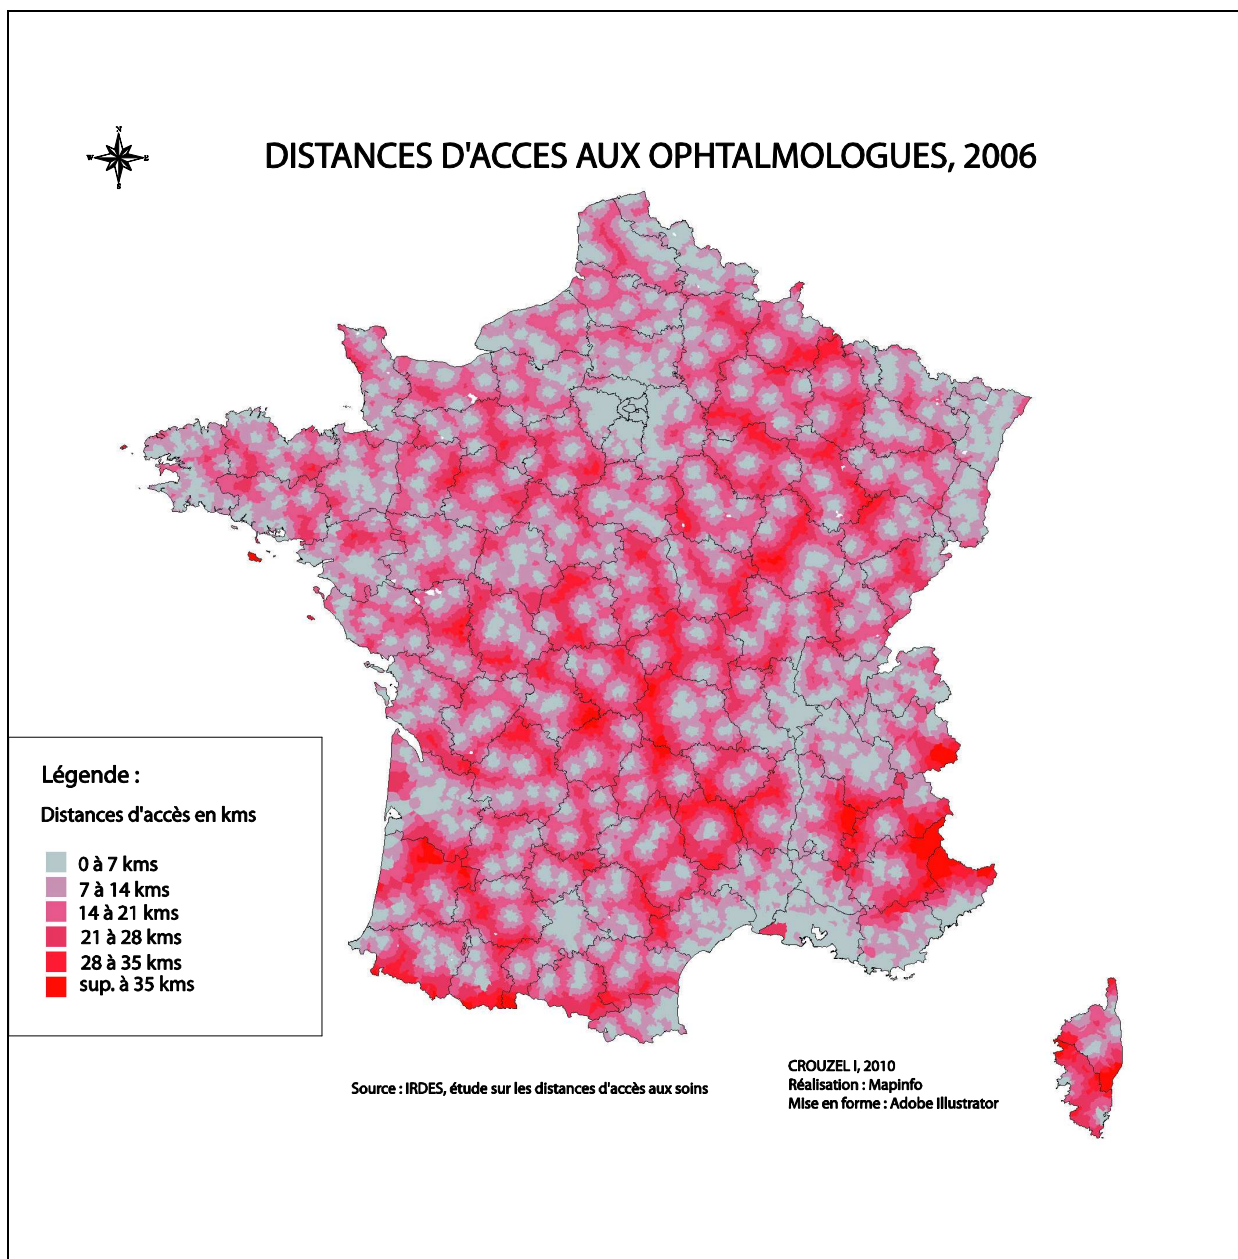 N
W E
S
DISTANCES D'ACCES AUX OPHTALMOLOGUES, 2006
Légende :
Distances d'accès en kms
0 à 7 kms
7 à 14 kms
14 à 21 kms
21 à 28 kms
28 à 35 kms
sup. à 35 kms
Source : IRDES, étude sur les distances d'accès aux soins
CROUZEL I, 2010
Réalisation : Mapinfo
Mise en forme : Adobe Illustrator